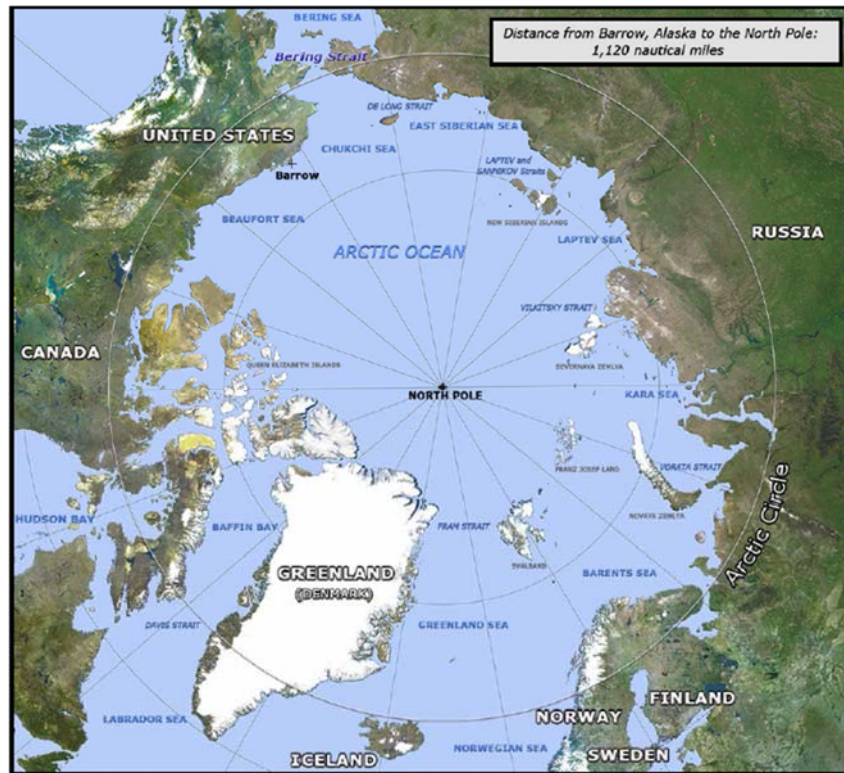 BERING SEA
Distance from Barrow, Alaska to the North Pole:
1,120 nautical miles
Bering Strait
DE LONG STRAIT
EAST SIBERIAN SEA
UNITED STATES
CHUKCHI SEA
Barrow
LAPTEV and
SANNIKOV Straits
BEAUFORT SEA
NEW SIBERIAN ISLANDS
LAPTEV SEA
RUSSIA
ARCTIC OCEAN
VILKITSKY STRAIT
CANADA
QUEEN ELIZABETH ISLANDS
SEVERNAYA ZEMLYA
NORTH POLE
KARA SEA
FRANZ JOSEF LAND
VORATA STRAIT
NOVAYA ZEMLYA
Arctic Circle
HUDSON BAY
BAFFIN BAY
FRAM STRAIT
SVALBARD
BARENTS SEA
GREENLAND
(DENMARK)
DAVIS STRAIT
GREENLAND SEA
LABRADOR SEA
ICELAND
NORWEGIAN SEA
NORWAY
FINLAND
SWEDEN